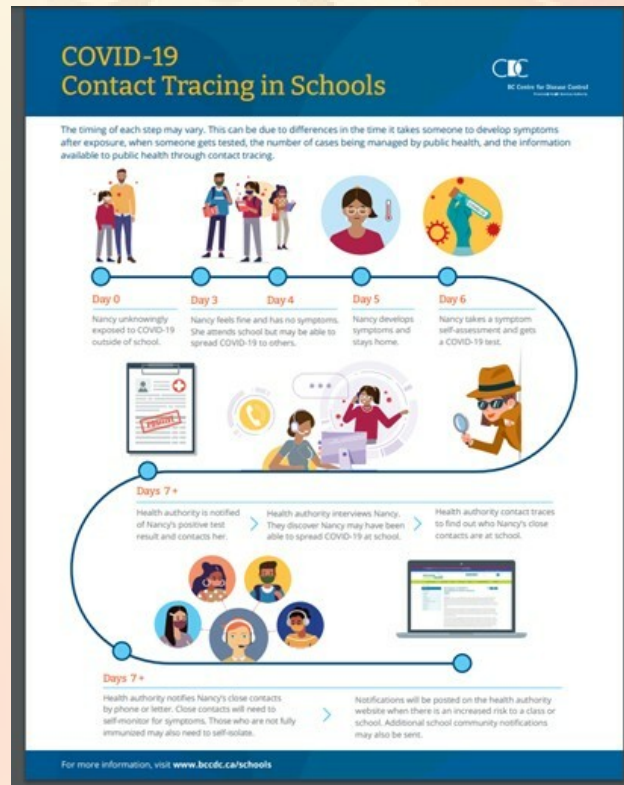 COVID-19
Contact Tracing in Schools
BC Centre for Disease Control
The timing of each step may vary. This can be due to differences in the time it takes someone to develop symptoms
after exposure, when someone gets tested, the number of cases being managed by public health, and the information
available to public health through contact tracing.
Day 0
Nancy unknowingly
exposed to COVID-19
outside of school.
Day 3 Day 4
Nancy feels fine and has no symptoms.
She attends school but may be able to
spread COVID-19 to others.
Day 5
Nancy develops
symptoms and
stays home.
Day 6
Nancy takes a symptom
self-assessment and gets
a COVID-19 test.
POSITIVE
Days 7+
Health authority is notified
of Nancy's positive test
result and contacts her.
Health authority interviews Nancy.
They discover Nancy may have been
able to spread COVID-19 at school.
Health authority contact traces
to find out who Nancy's close
contacts are at school.
Days 7+
Health authority notifies Nancy's close contacts
by phone or letter. Close contacts will need to
self-monitor for symptoms. Those who are not fully
immunized may also need to self-isolate.
Notifications will be posted on the health authority
website when there is an increased risk to a class or
school. Additional school community notifications
may also be sent.
For more information, visit www.bccdc.ca/schools